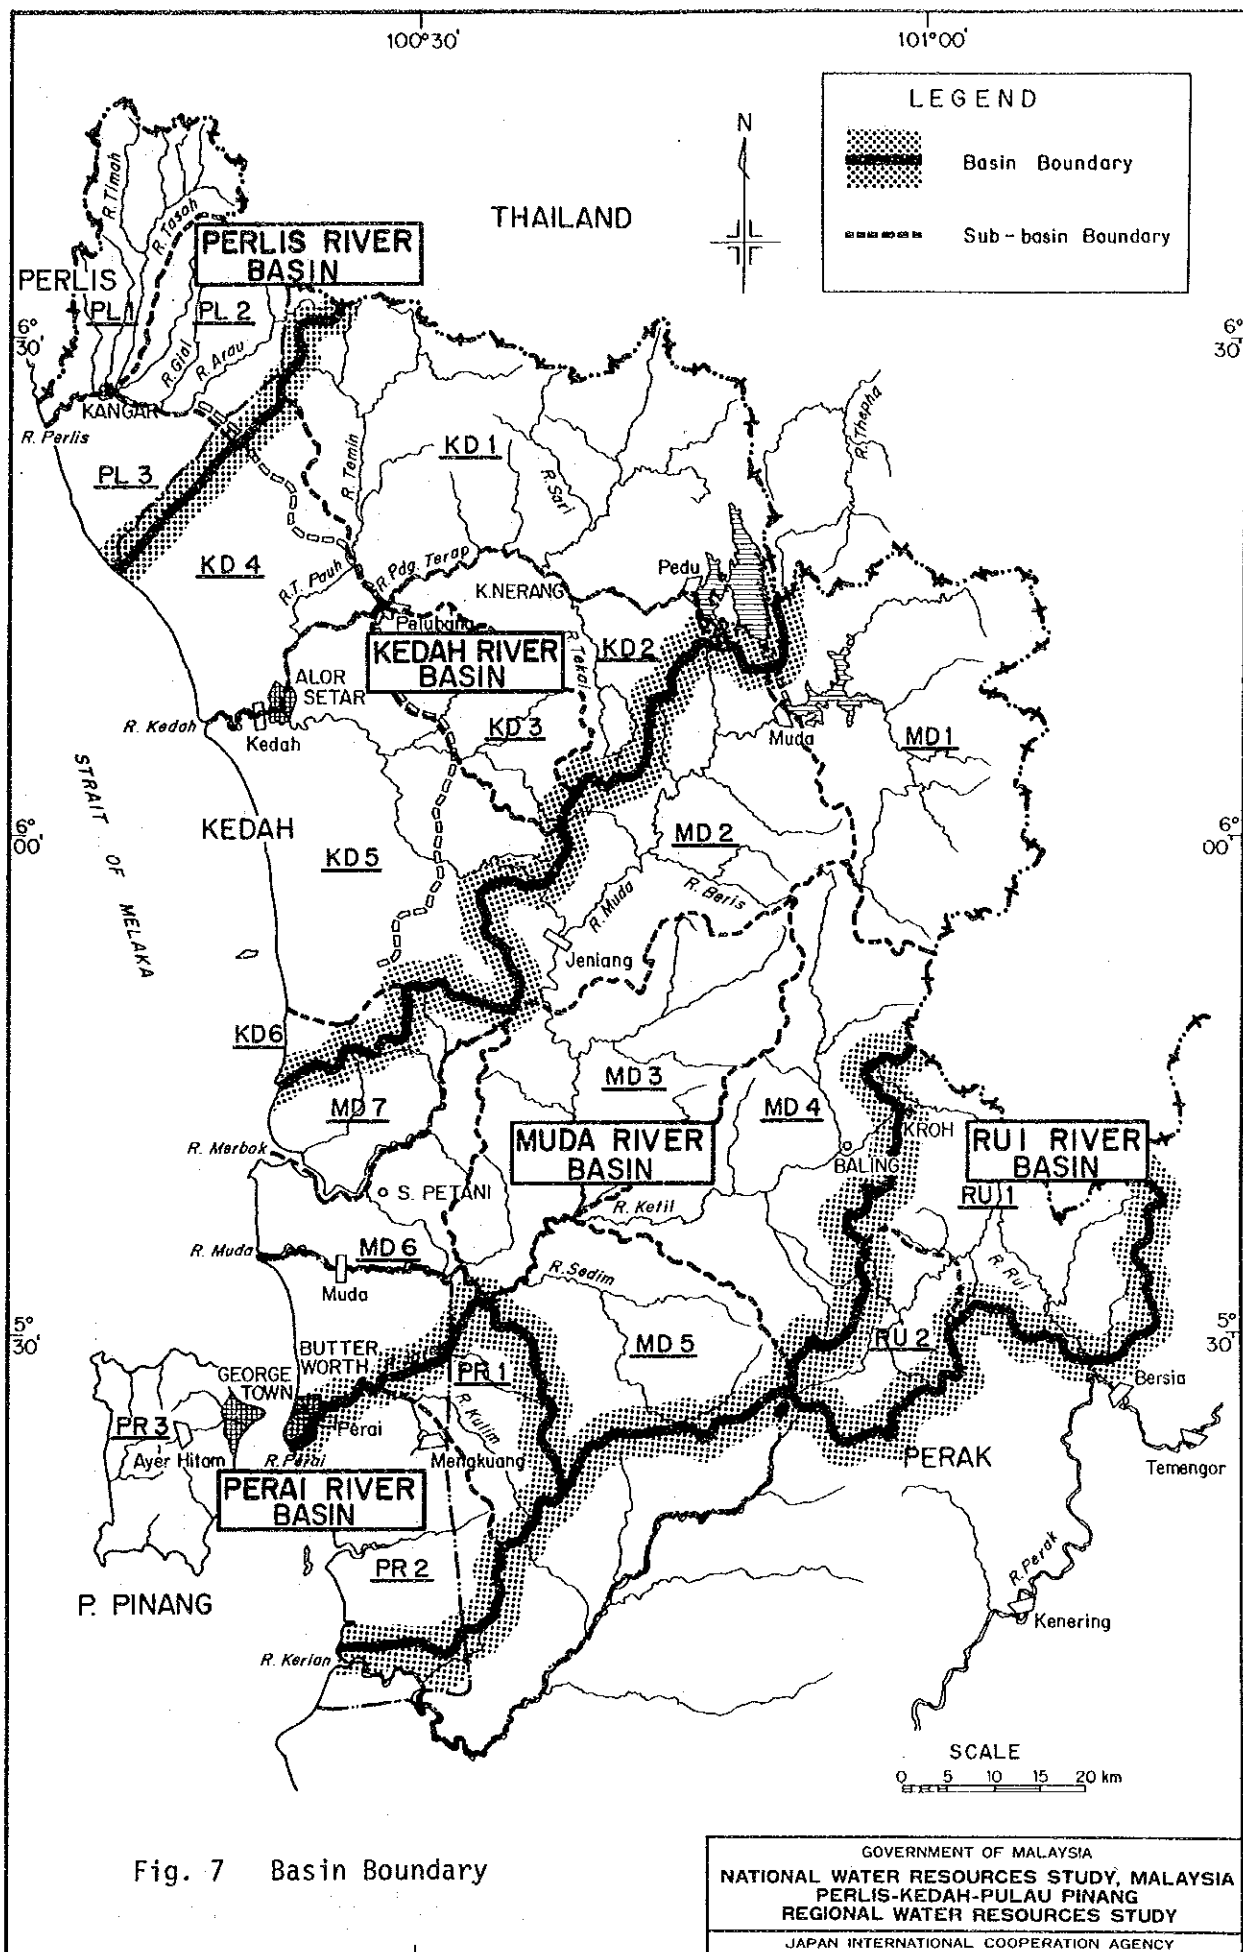 100°30'
101°00'
LEGEND
Basin Boundary
Sub-basin Boundary
N
THAILAND
R. Timah
R. Tasoh
PERLIS RIVER
BASIN
PERLIS
PL 1
PL 2
6°
30'
6°
30'
R. Gial
R. Arau
KANGAR
R. Perlis
R. Thepha
PL 3
R. Temin
KD 1
R. Sari
KD 4
R. T. Pauh
R. Pdg. Terap
K.NERANG
Pedu
Pelubang
KEDAH RIVER
BASIN
R. Tekai
KD 2
ALOR
SETAR
R. Kedah
Kedah
KD 3
Muda
MD 1
STRAIT OF MELAKA
KEDAH
6°
00'
6°
00'
KD 5
MD 2
R. Muda
R. Beris
Jeniang
KD 6
MD 3
MD 7
MD 4
KROH
MUDA RIVER
BASIN
RUI RIVER
BASIN
R. Merbok
BALING
S. PETANI
R. Ketil
RU 1
R. Muda
MD 6
Muda
R. Sedim
R. Rui
5°
30'
5°
30'
BUTTER
WORTH
GEORGE
TOWN
PR 1
MD 5
RU 2
Bersia
PR 3
Perai
R. Kulim
Ayer Hitam
R. Perai
Mengkuang
PERAK
Temengor
PERAI RIVER
BASIN
PR 2
R. Perak
P. PINANG
Kenering
R. Kerian
SCALE
0 5 10 15 20 km
Fig. 7 Basin Boundary
GOVERNMENT OF MALAYSIA
NATIONAL WATER RESOURCES STUDY, MALAYSIA
PERLIS-KEDAH-PULAU PINANG
REGIONAL WATER RESOURCES STUDY
JAPAN INTERNATIONAL COOPERATION AGENCY